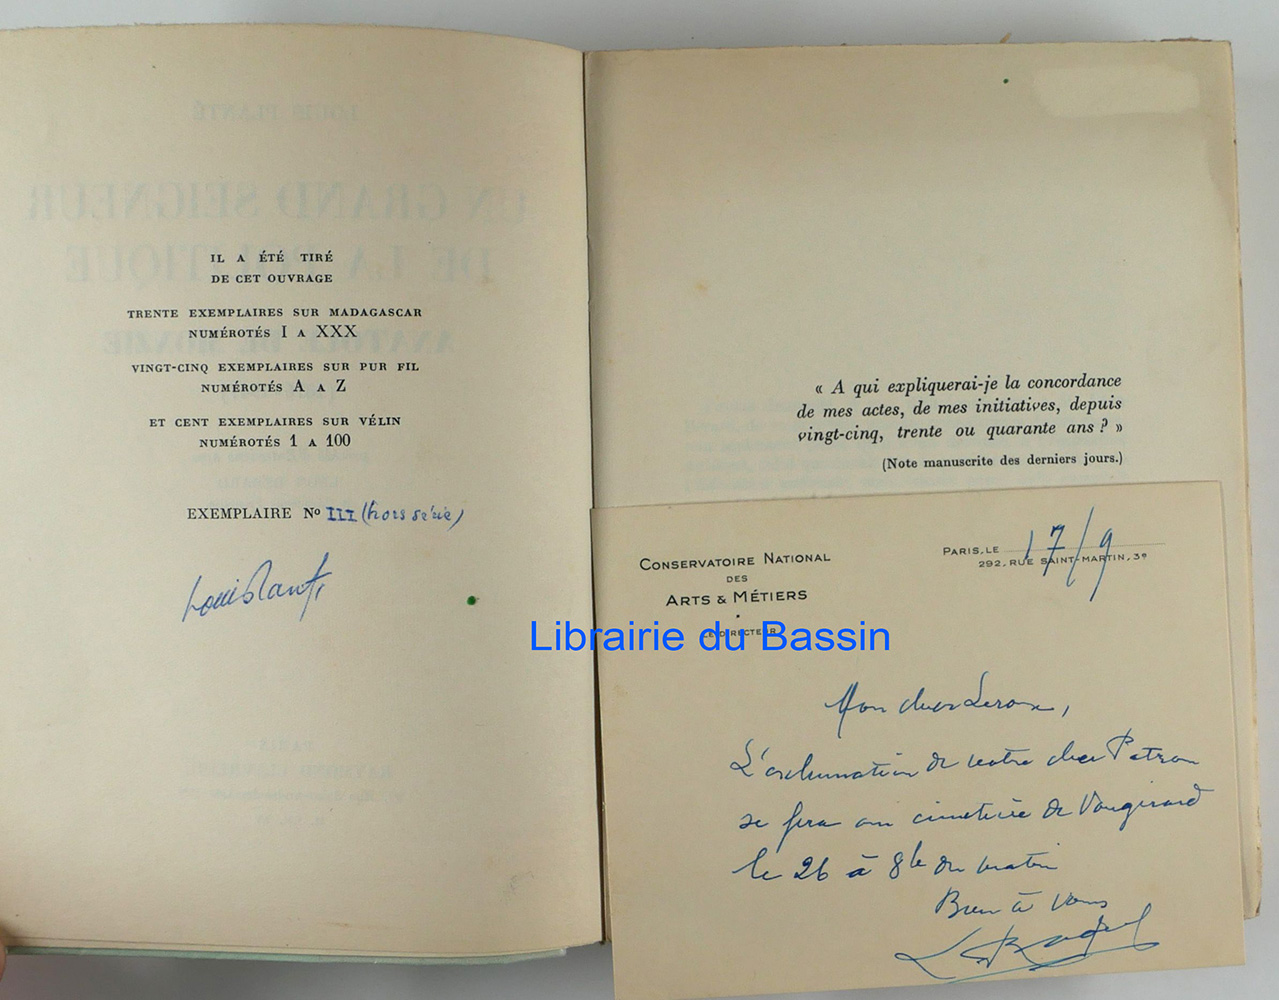 IL A ÉTÉ TIRÉ
DE CET OUVRAGE
TRENTE EXEMPLAIRES SUR MADAGASCAR
NUMÉROTÉS I A XXX
VINGT-CINQ EXEMPLAIRES SUR PUR FIL
NUMÉROTÉS A A Z
ET CENT EXEMPLAIRES SUR VÉLIN
NUMÉROTÉS 1 A 100
EXEMPLAIRE No III (hors série)
« A qui expliquerai-je la concordance
de mes actes, de mes initiatives, depuis
vingt-cinq, trente ou quarante ans ? »
(Note manuscrite des derniers jours.)
CONSERVATOIRE NATIONAL
DES
ARTS & MÉTIERS
LE DIRECTEUR
PARIS, LE 17/9
292, RUE SAINT-MARTIN, 3e
Librairie du Bassin
Mon cher Leroux,
L'exhumation de notre cher Patron
se fera au cimetière de Vaugirard
le 26 à 8h du matin
Bien à vous